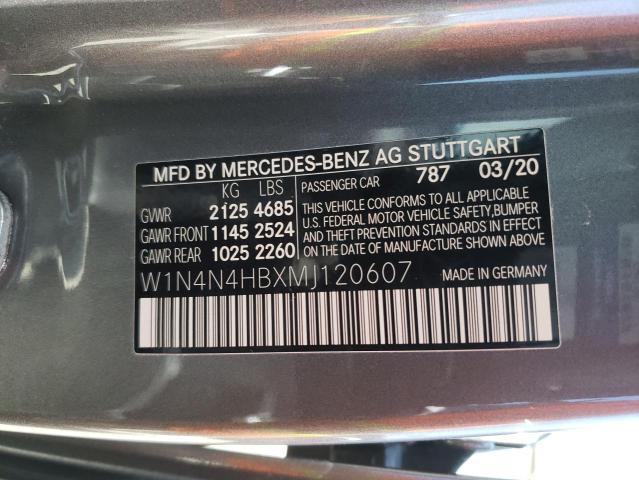 MFD BY MERCEDES-BENZ AG STUTTGART
KG LBS PASSENGER CAR 787 03/20
GVWR 2125 4685
GAWR FRONT 1145 2524
GAWR REAR 1025 2260
THIS VEHICLE CONFORMS TO ALL APPLICABLE
U.S. FEDERAL MOTOR VEHICLE SAFETY, BUMPER
AND THEFT PREVENTION STANDARDS IN EFFECT
ON THE DATE OF MANUFACTURE SHOWN ABOVE.
W1N4N4HBXMJ120607 MADE IN GERMANY